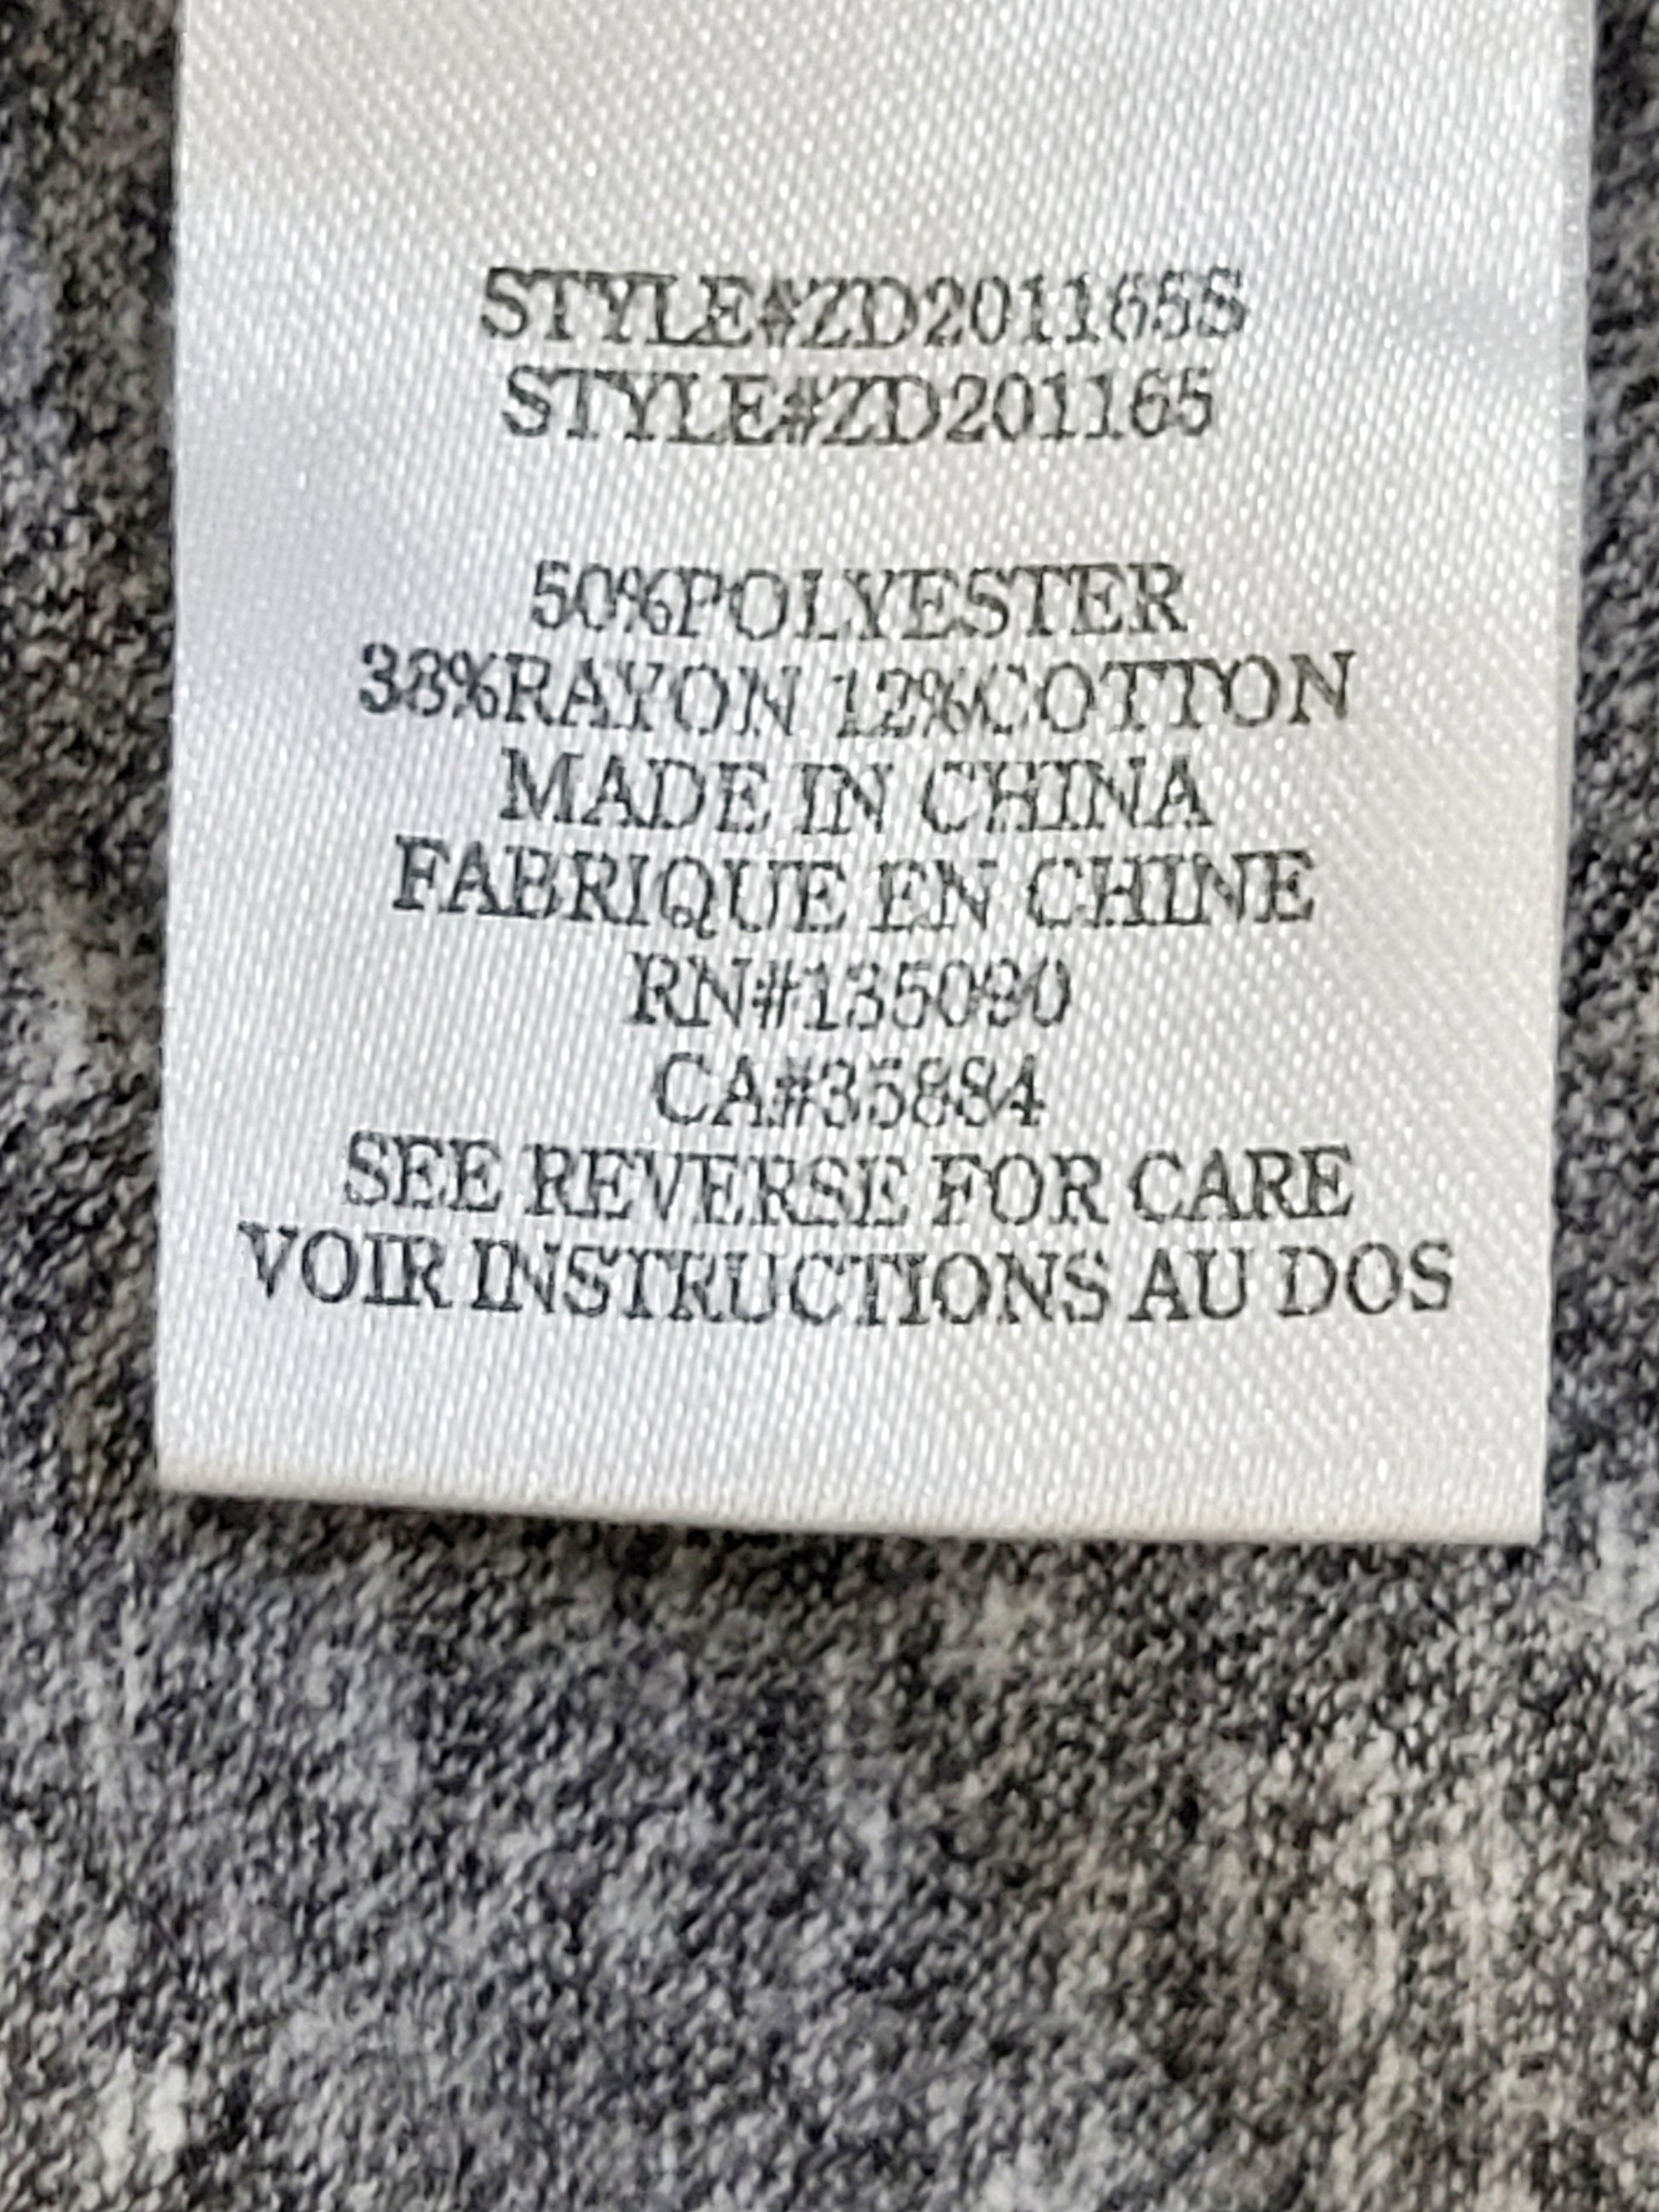 STYLE#ZD201165S
STYLE#ZD201165
50%POLYESTER
38%RAYON 12%COTTON
MADE IN CHINA
FABRIQUE EN CHINE
RN#135090
CA#35884
SEE REVERSE FOR CARE
VOIR INSTRUCTIONS AU DOS